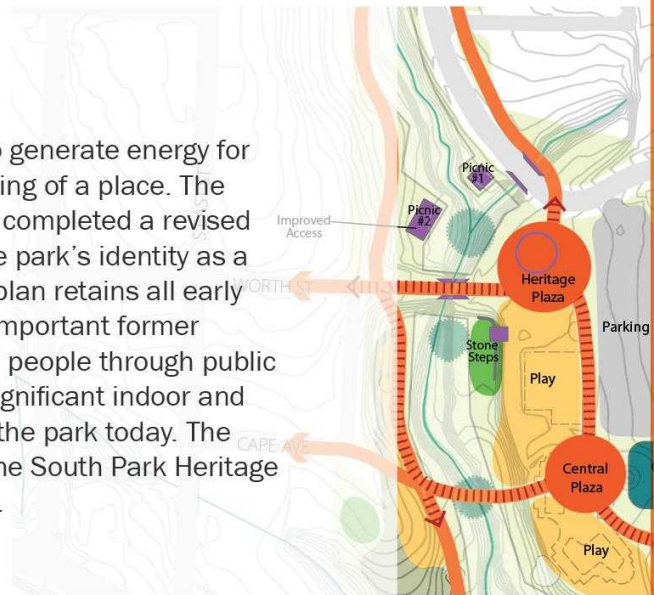 o generate energy for
ing of a place. The
completed a revised
e park's identity as a
plan retains all early
mportant former
people through public
gnificant indoor and
the park today. The
ne South Park Heritage
Improved
Access
WORTH ST
CAPE AVE
Picnic
#1
Picnic
#2
Heritage
Plaza
Parking
Stone
Steps
Play
Central
Plaza
Play